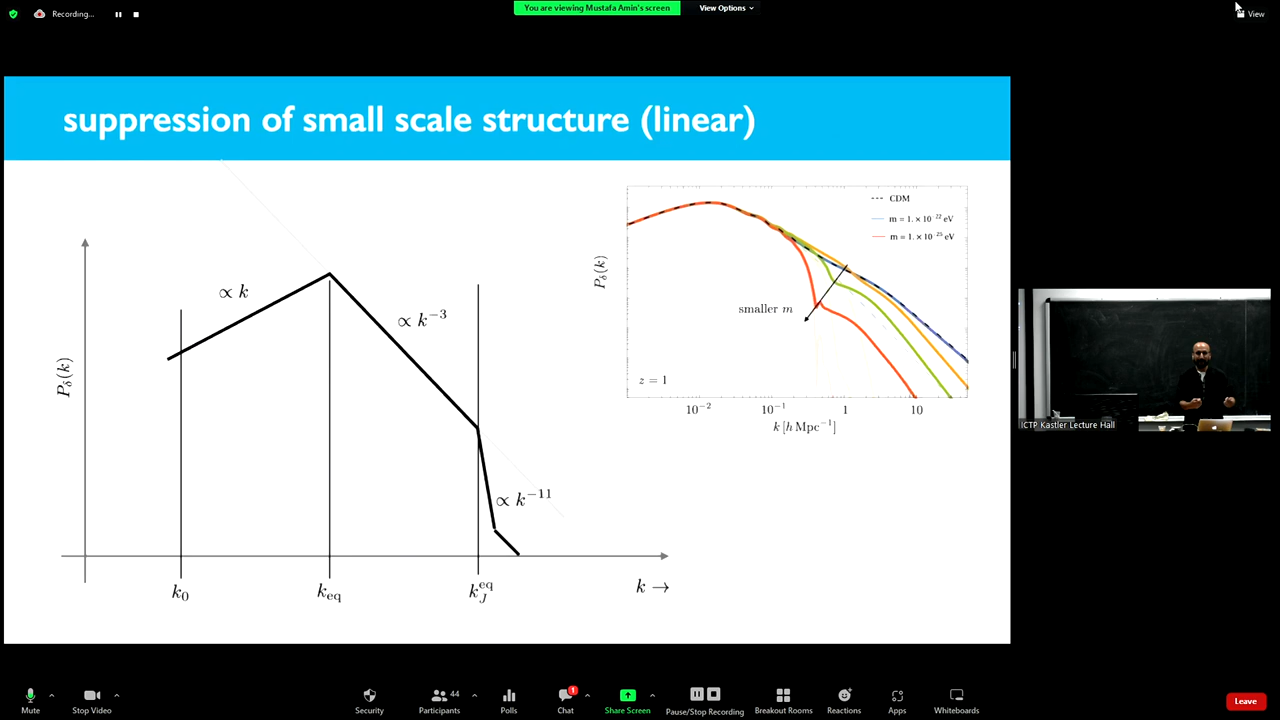 Recording...
You are viewing Mustafa Amin's screen
View Options
View
suppression of small scale structure (linear)
∝ k
∝ k⁻³
∝ k⁻¹¹
P_δ(k)
k₀
k_eq
k_J^eq
k →
CDM
m = 1. × 10⁻²² eV
m = 1. × 10⁻²⁵ eV
P_δ(k)
smaller m
z = 1
10⁻²
10⁻¹
1
10
k [h Mpc⁻¹]
ICTP Kastler Lecture Hall
Mute
Stop Video
Security
Participants
44
Polls
Chat
1
Share Screen
Pause/Stop Recording
Breakout Rooms
Reactions
Apps
Whiteboards
Leave